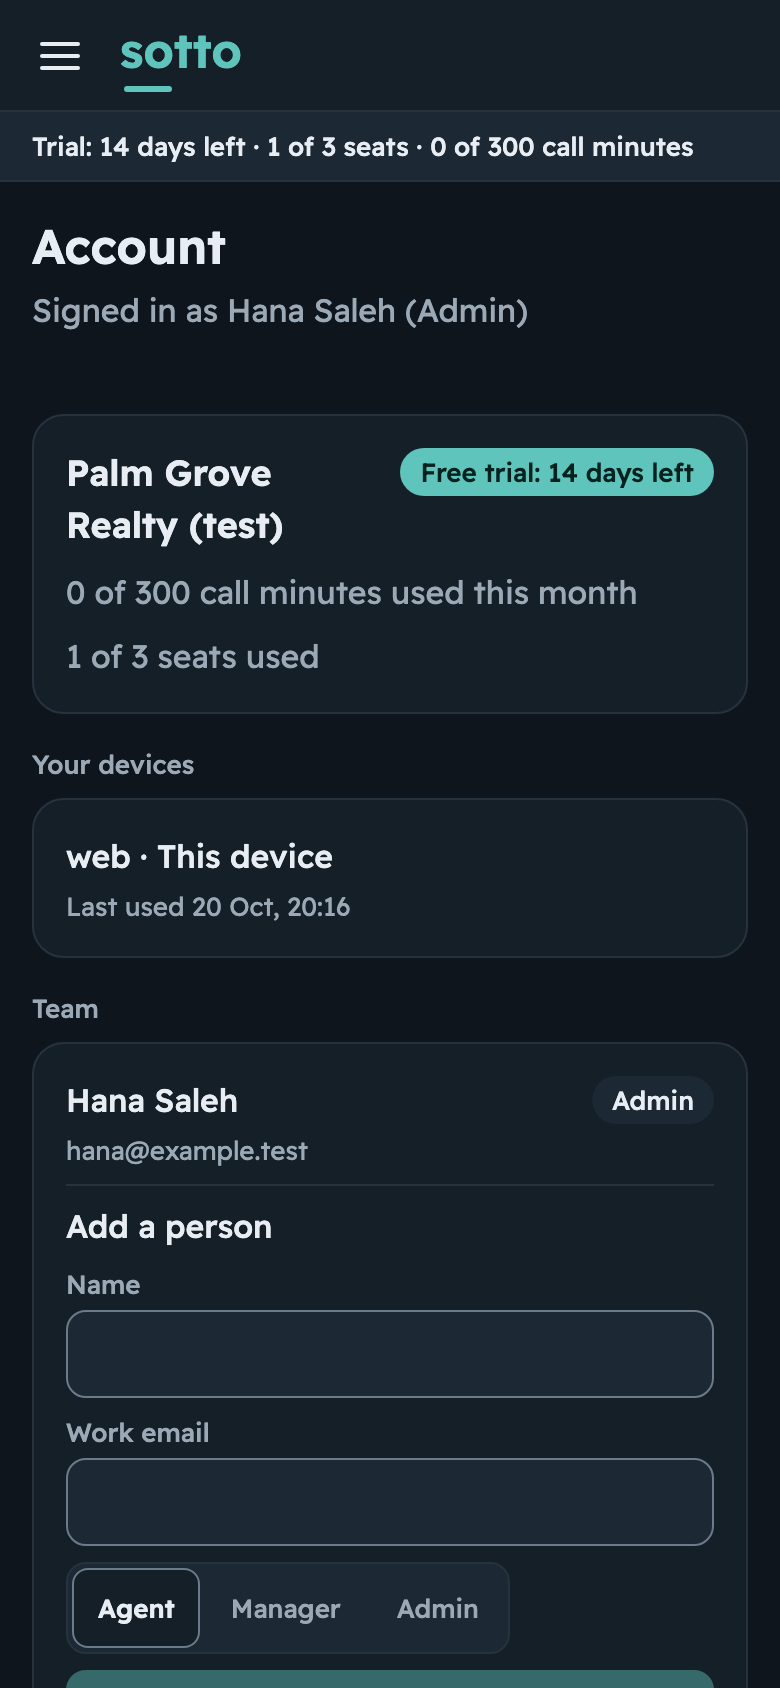 sotto
Trial: 14 days left · 1 of 3 seats · 0 of 300 call minutes
Account
Signed in as Hana Saleh (Admin)
Palm Grove
Realty (test)
Free trial: 14 days left
0 of 300 call minutes used this month
1 of 3 seats used
Your devices
web · This device
Last used 20 Oct, 20:16
Team
Hana Saleh
Admin
hana@example.test
Add a person
Name
Work email
Agent Manager Admin